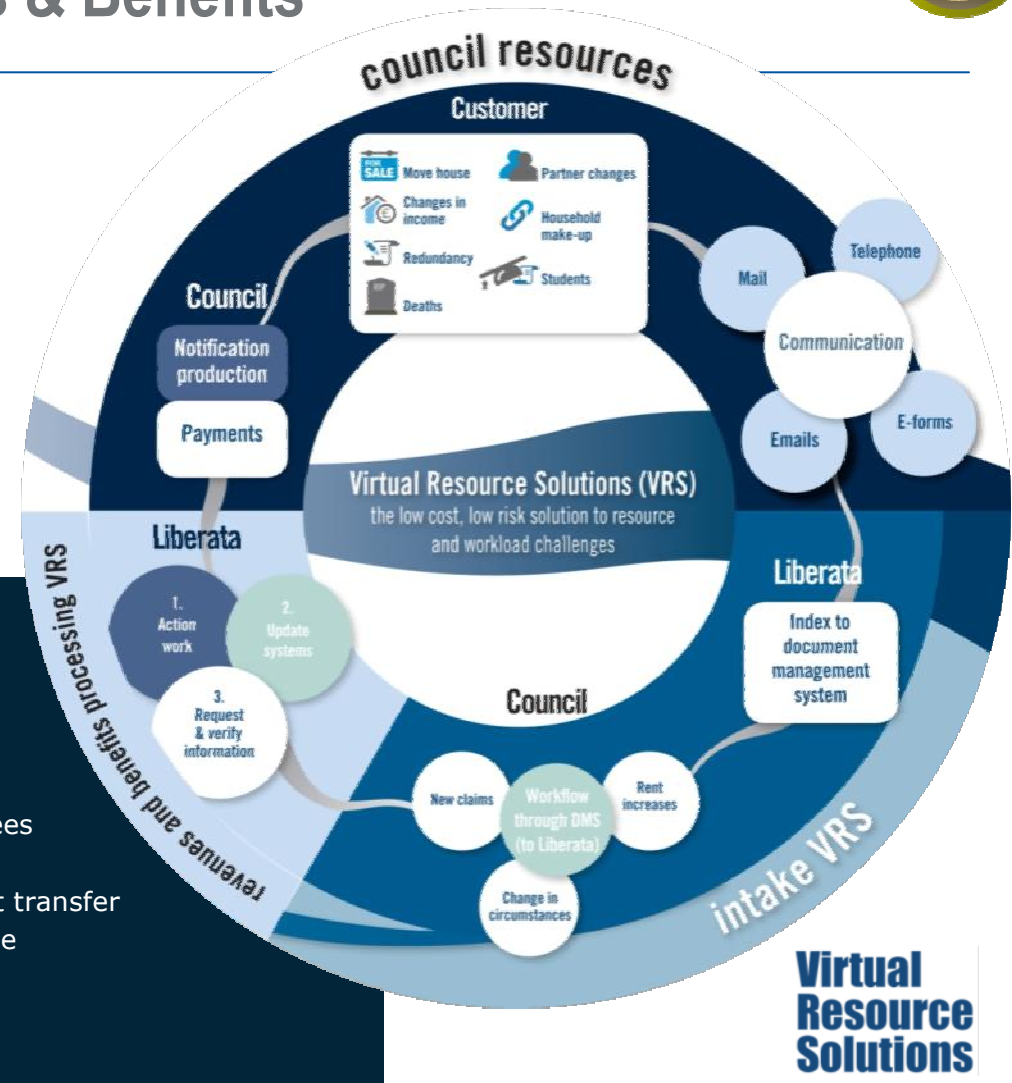 & Benefits
council resources
Customer
FOR
SALE
Move house
Partner changes
Changes in
income
Household
make-up
Redundancy
Students
Deaths
Mail
Telephone
Communication
Emails
E-forms
Council
Notification
production
Payments
Virtual Resource Solutions (VRS)
the low cost, low risk solution to resource
and workload challenges
Liberata
1.
Action
work
2.
Update
systems
3.
Request
& verify
information
revenues and benefits processing VRS
Liberata
Index to
document
management
system
Council
New claims
Workflow
through DMS
(to Liberata)
Rent
increases
Change in
circumstances
intake VRS
transfer
Virtual
Resource
Solutions